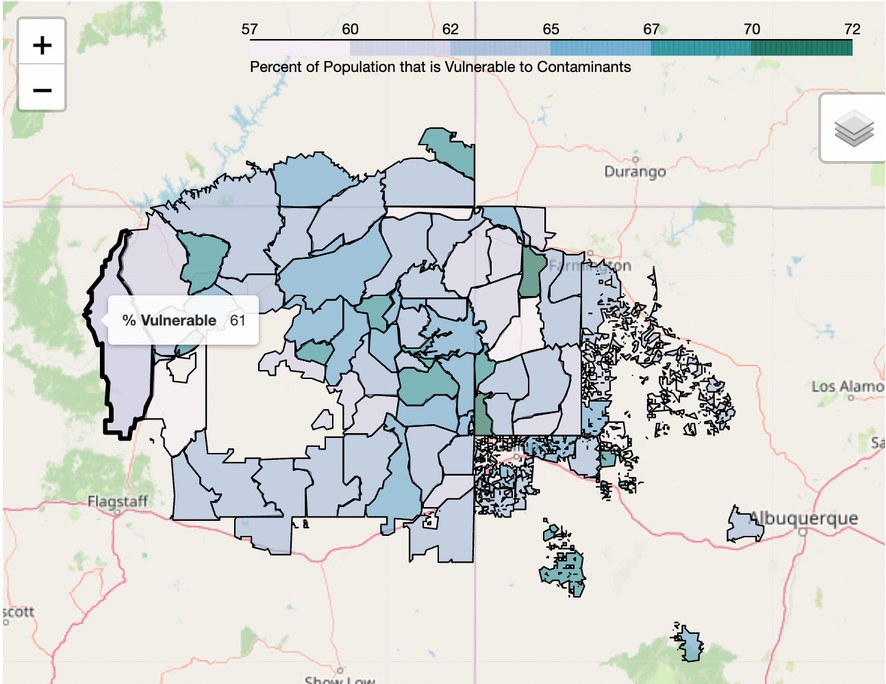 +
−
57 60 62 65 67 70 72
Percent of Population that is Vulnerable to Contaminants
Durango
Farmington
% Vulnerable 61
Los Alamo
Sa
Flagstaff
Albuquerque
scott
Show Low